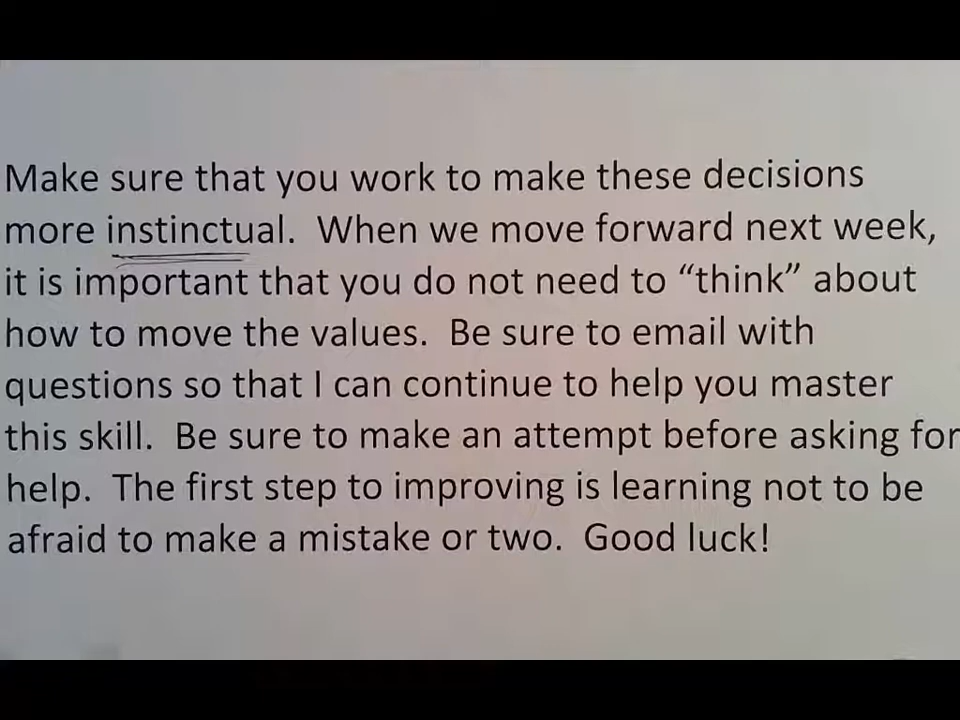 Make sure that you work to make these decisions
more instinctual.  When we move forward next week,
it is important that you do not need to “think” about
how to move the values.  Be sure to email with
questions so that I can continue to help you master
this skill.  Be sure to make an attempt before asking for
help.  The first step to improving is learning not to be
afraid to make a mistake or two.  Good luck!